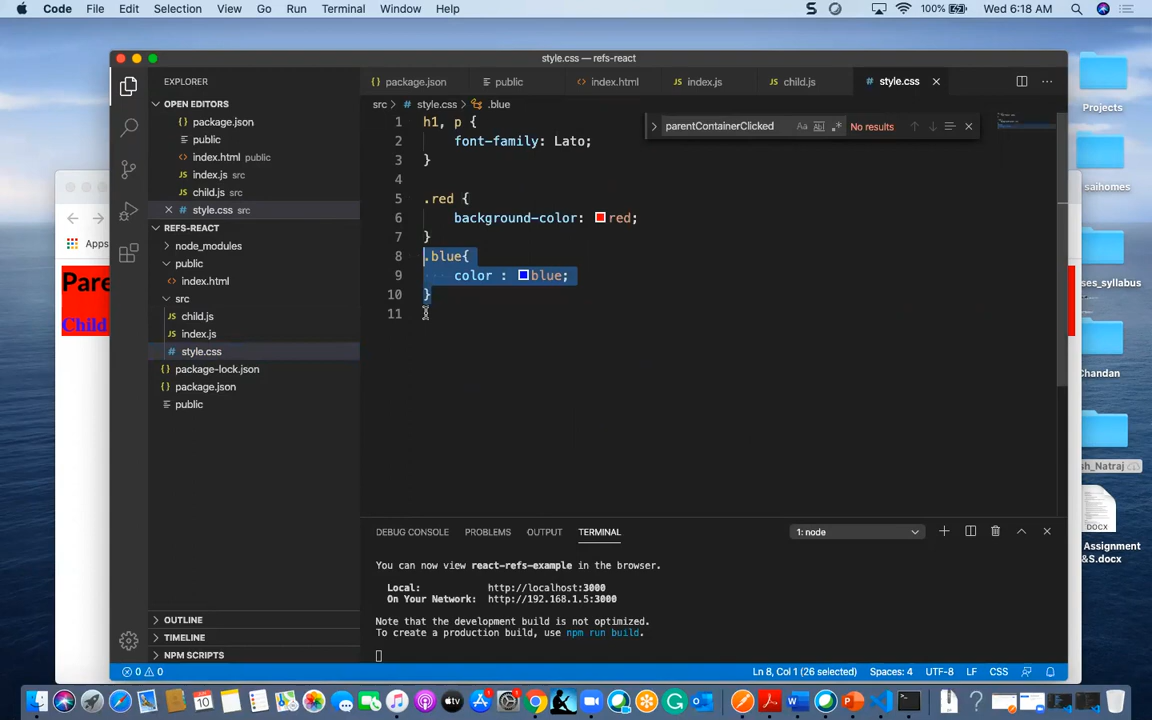 Code File Edit Selection View Go Run Terminal Window Help 100% Wed 6:18 AM
style.css — refs-react
EXPLORER
package.json public index.html index.js child.js style.css
OPEN EDITORS
package.json
public
index.html public
index.js src
child.js src
style.css src
REFS-REACT
node_modules
public
index.html
src
child.js
index.js
style.css
package-lock.json
package.json
public
OUTLINE
TIMELINE
NPM SCRIPTS
src > style.css > .blue
parentContainerClicked Aa Abl No results
1 h1, p {
2 font-family: Lato;
3 }
4
5 .red {
6 background-color: red;
7 }
8 .blue{
9 color : blue;
10 }
11
DEBUG CONSOLE PROBLEMS OUTPUT TERMINAL 1: node
You can now view react-refs-example in the browser.
Local: http://localhost:3000
On Your Network: http://192.168.1.5:3000
Note that the development build is not optimized.
To create a production build, use npm run build.
0 0 Ln 8, Col 1 (26 selected) Spaces: 4 UTF-8 LF CSS
Apps
Pare
Child
Projects
saihomes
ses_syllabus
Chandan
sh_Natraj
DOCX
Assignment
&S.docx